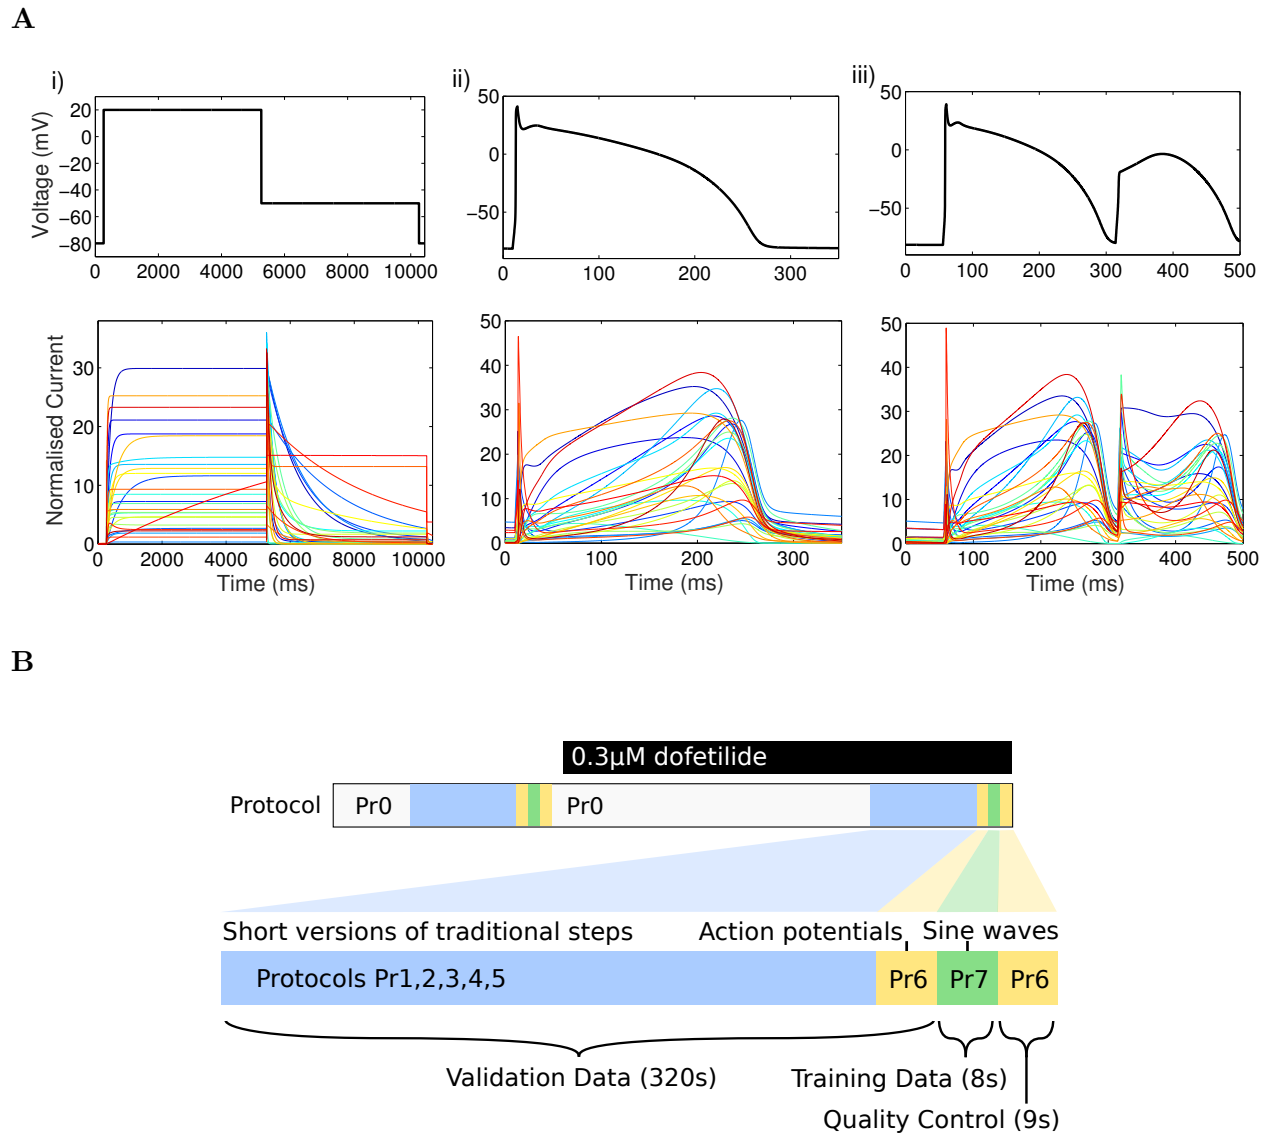 A
i)
ii)
iii)
Voltage (mV)
20
0
−20
−40
−60
−80
0 2000 4000 6000 8000 10000
50
0
−50
0 100 200 300
50
0
−50
0 100 200 300 400 500
Normalised Current
30
20
10
0
0 2000 4000 6000 8000 10000
Time (ms)
50
40
30
20
10
0
0 100 200 300
Time (ms)
50
40
30
20
10
0
0 100 200 300 400 500
Time (ms)
B
0.3µM dofetilide
Protocol Pr0 Pr0
Short versions of traditional steps Action potentials Sine waves
Protocols Pr1,2,3,4,5 Pr6 Pr7 Pr6
Validation Data (320s) Training Data (8s)
Quality Control (9s)